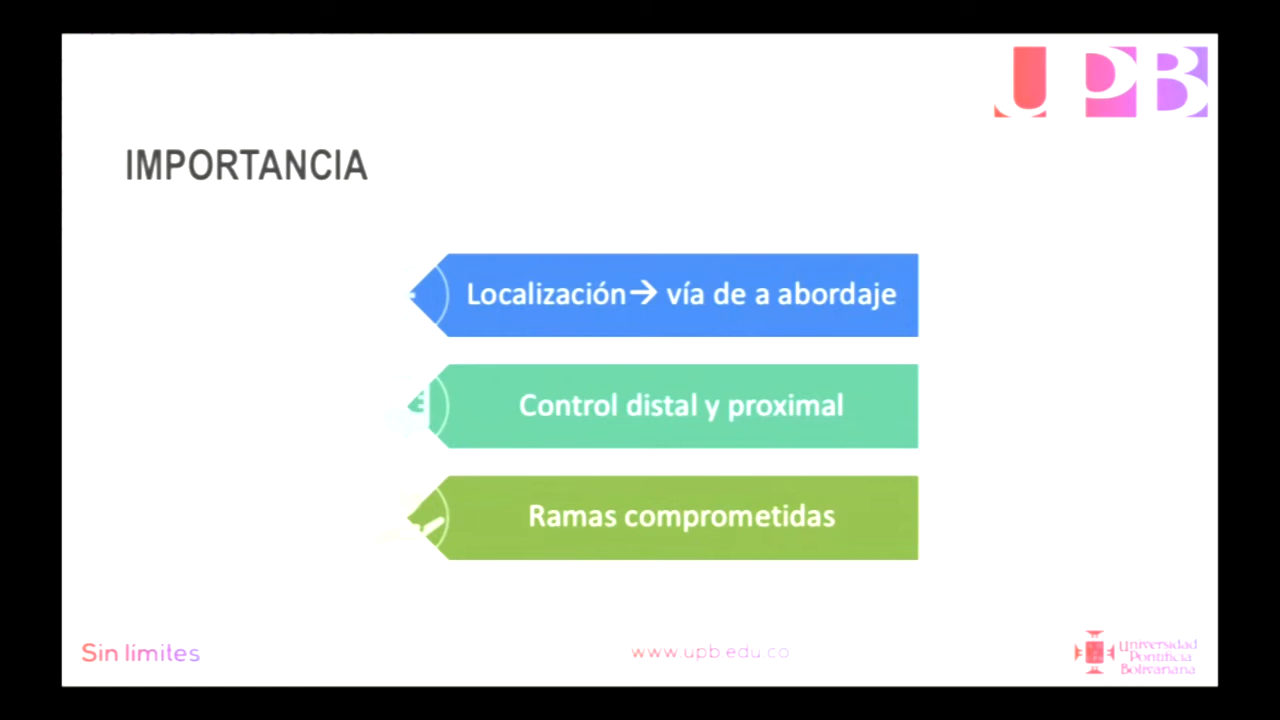 UPB
IMPORTANCIA
Localización→ vía de a abordaje
Control distal y proximal
Ramas comprometidas
Sin límites
www.upb.edu.co
Universidad
Pontificia
Bolivariana